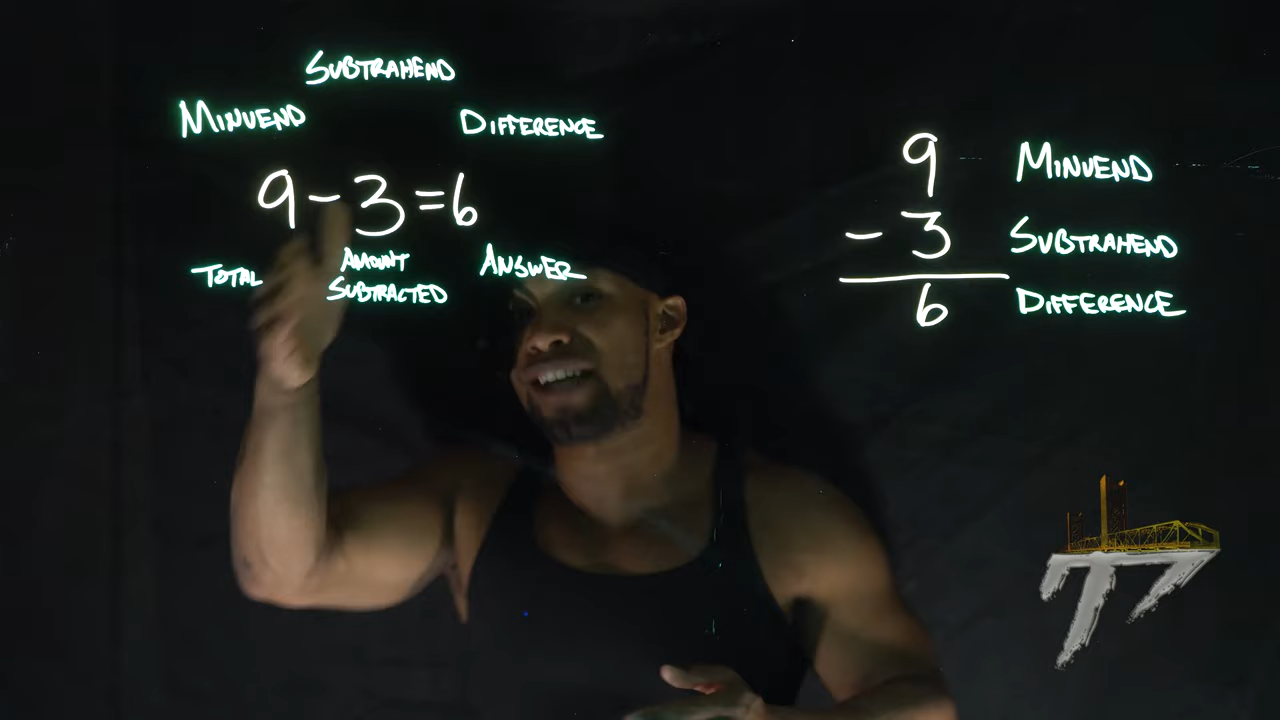 SUBTRAHEND
MINUEND
DIFFERENCE
9 - 3 = 6
TOTAL
AMOUNT
SUBTRACTED
ANSWER
9 MINUEND
- 3 SUBTRAHEND
6 DIFFERENCE